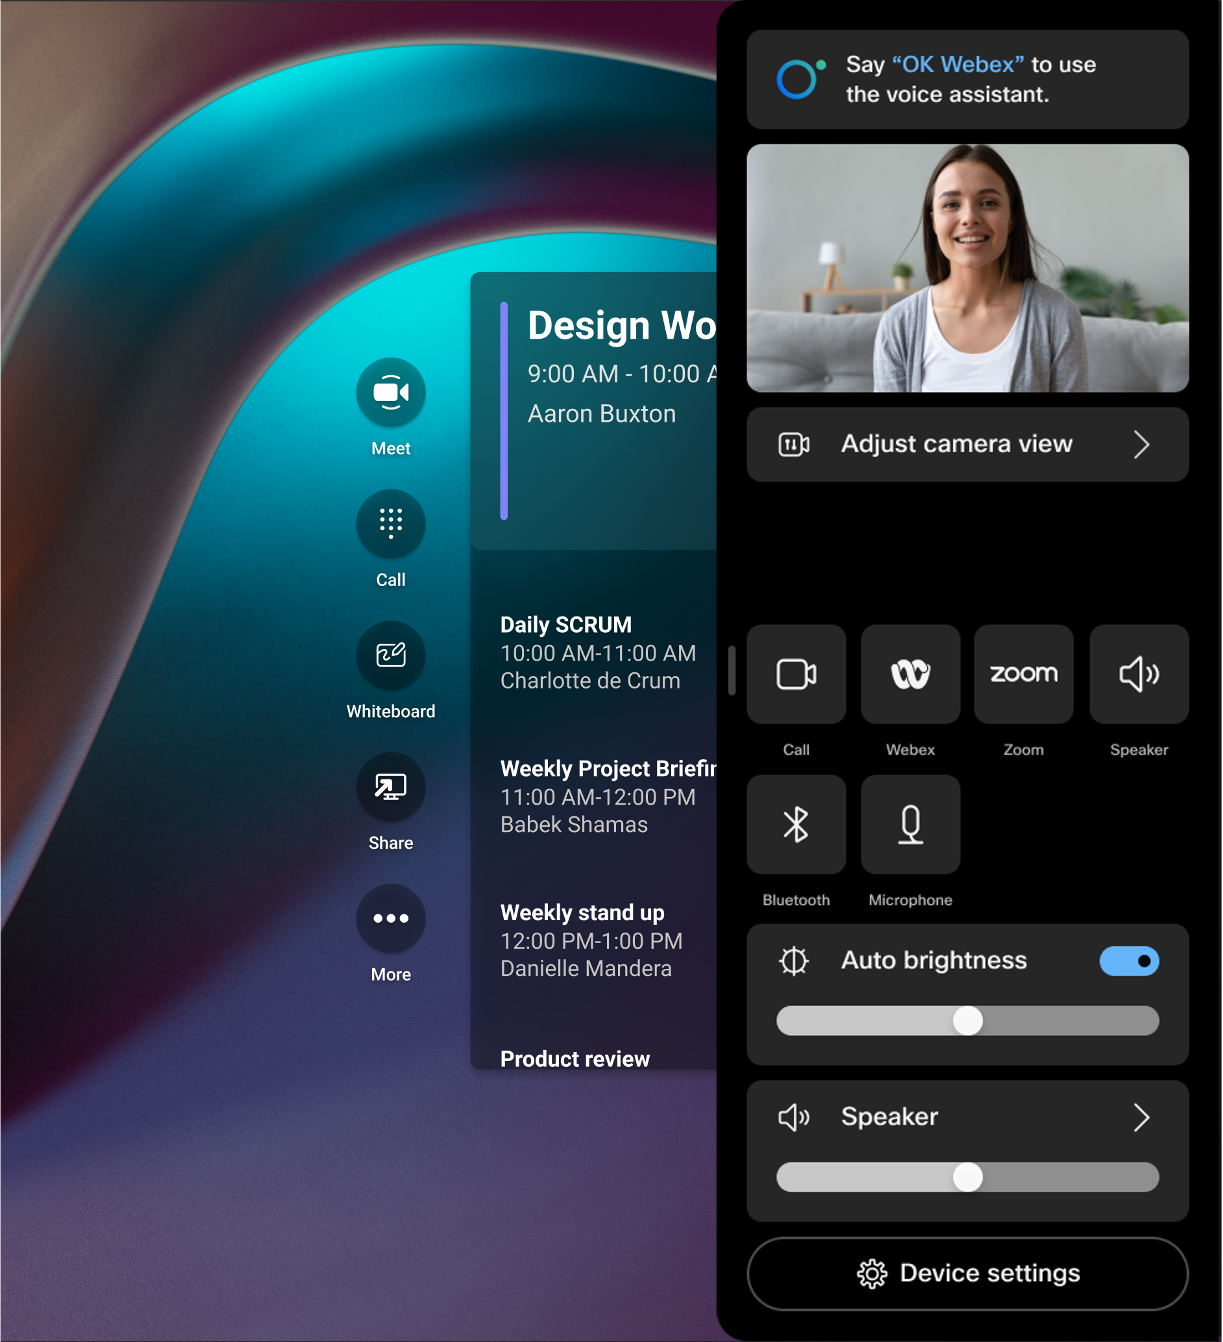 Meet
Call
Whiteboard
Share
More
Design Wo
9:00 AM - 10:00 A
Aaron Buxton
Daily SCRUM
10:00 AM-11:00 AM
Charlotte de Crum
Weekly Project Briefin
11:00 AM-12:00 PM
Babek Shamas
Weekly stand up
12:00 PM-1:00 PM
Danielle Mandera
Product review
Say “OK Webex” to use
the voice assistant.
Adjust camera view
zoom
Call
Webex
Zoom
Speaker
Bluetooth
Microphone
Auto brightness
Speaker
Device settings